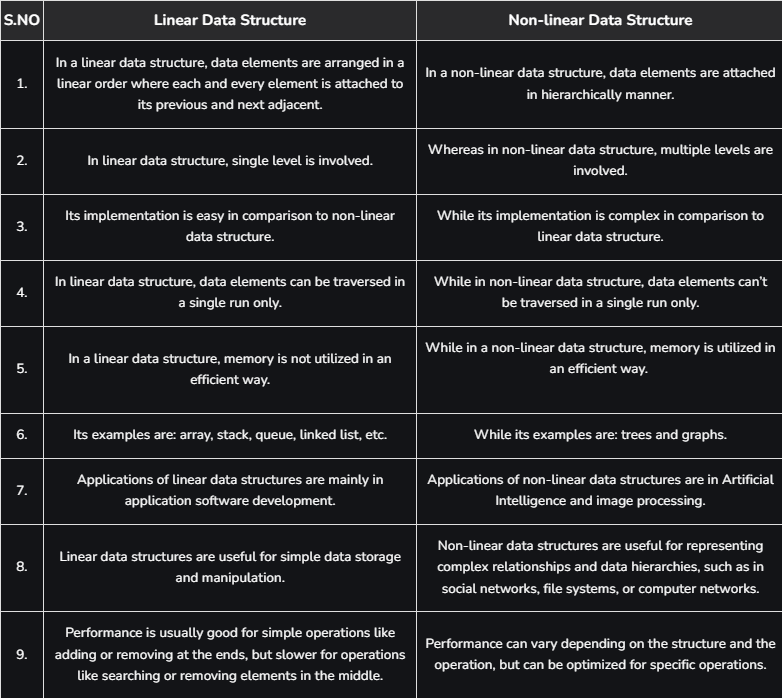 S.NO
Linear Data Structure
Non-linear Data Structure
1.
In a linear data structure, data elements are arranged in a
linear order where each and every element is attached to
its previous and next adjacent.
In a non-linear data structure, data elements are attached
in hierarchically manner.
2.
In linear data structure, single level is involved.
Whereas in non-linear data structure, multiple levels are
involved.
3.
Its implementation is easy in comparison to non-linear
data structure.
While its implementation is complex in comparison to
linear data structure.
4.
In linear data structure, data elements can be traversed in
a single run only.
While in non-linear data structure, data elements can’t
be traversed in a single run only.
5.
In a linear data structure, memory is not utilized in an
efficient way.
While in a non-linear data structure, memory is utilized in
an efficient way.
6.
Its examples are: array, stack, queue, linked list, etc.
While its examples are: trees and graphs.
7.
Applications of linear data structures are mainly in
application software development.
Applications of non-linear data structures are in Artificial
Intelligence and image processing.
8.
Linear data structures are useful for simple data storage
and manipulation.
Non-linear data structures are useful for representing
complex relationships and data hierarchies, such as in
social networks, file systems, or computer networks.
9.
Performance is usually good for simple operations like
adding or removing at the ends, but slower for operations
like searching or removing elements in the middle.
Performance can vary depending on the structure and the
operation, but can be optimized for specific operations.